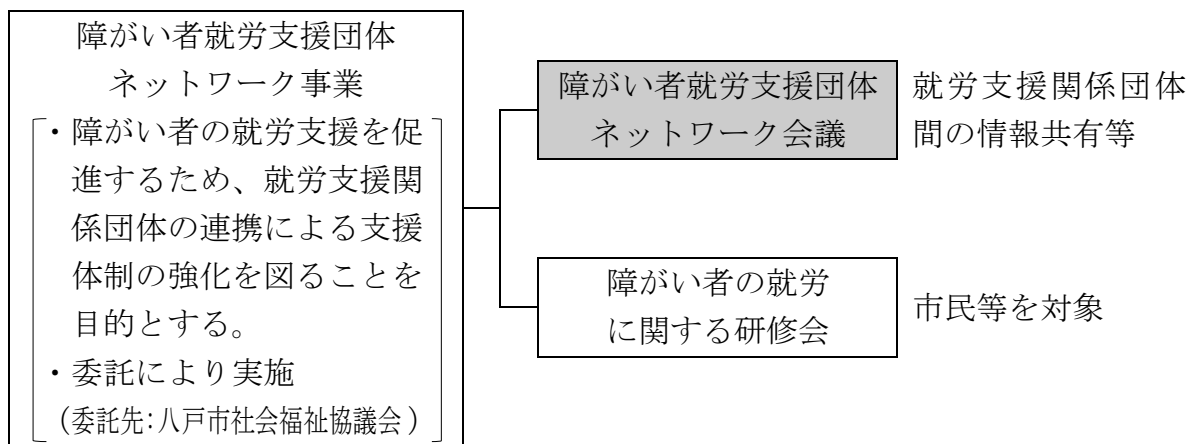 障がい者就労支援団体
ネットワーク事業
・障がい者の就労支援を促
進するため、就労支援関
係団体の連携による支援
体制の強化を図ることを
目的とする。
・委託により実施
(委託先:八戸市社会福祉協議会)
障がい者就労支援団体
ネットワーク会議
就労支援関係団体
間の情報共有等
障がい者の就労
に関する研修会
市民等を対象